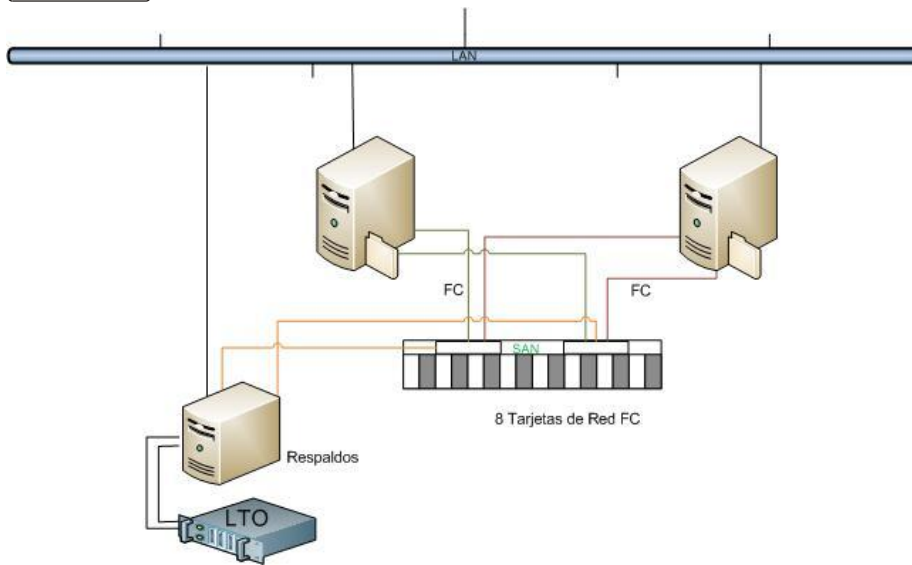 LAN
FC
FC
SAN
8 Tarjetas de Red FC
Respaldos
LTO